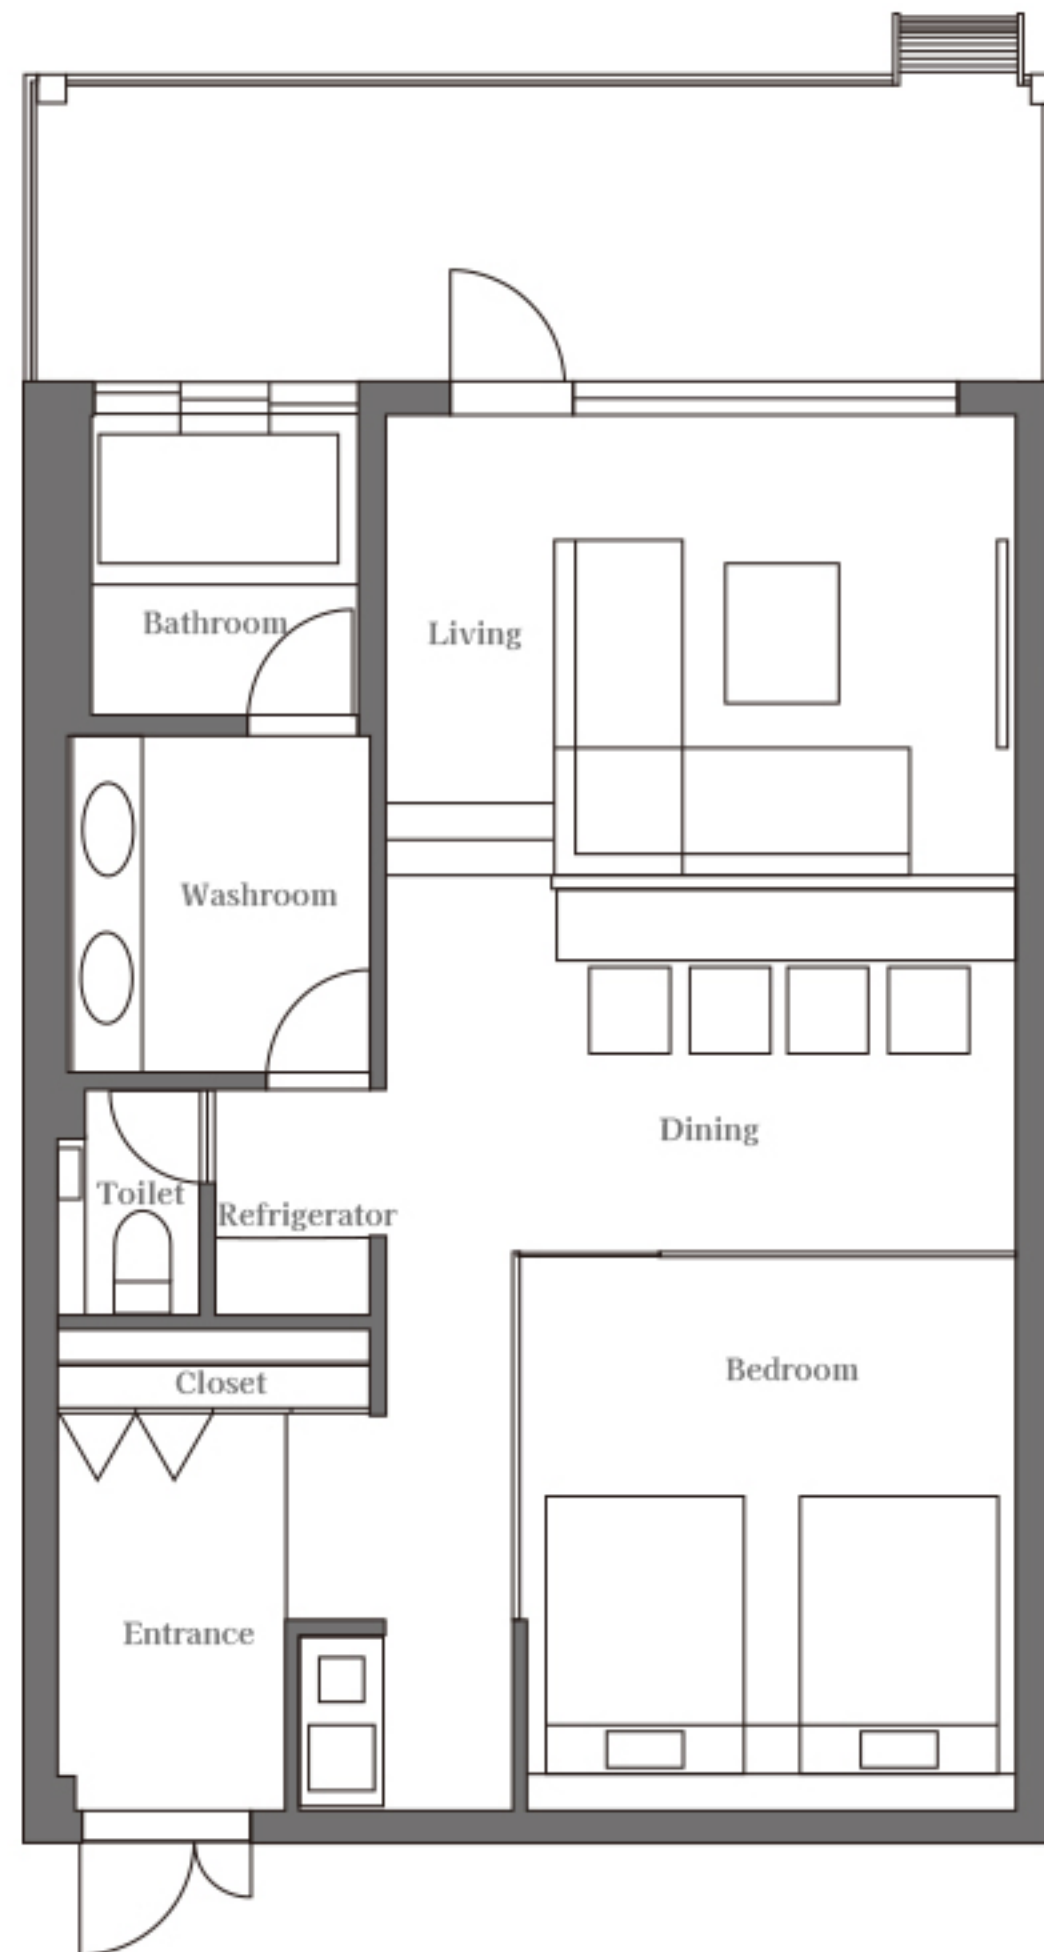 Bathroom
Living
Washroom
Dining
Toilet
Refrigerator
Bedroom
Closet
Entrance